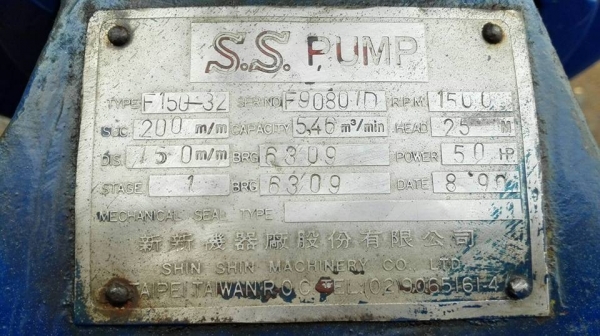 S.S. PUMP
TYPE F150-32 SER NO F9080/D R.P.M. 1500
SUC. 200 m/m CAPACITY 5.46 m³/min HEAD 25 M
DIS. 150 m/m BRG 6309 POWER 50 HP
STAGE 1 BRG 6309 DATE 8.90
MECHANICAL SEAL TYPE
新新機器廠股份有限公司
SHIN SHIN MACHINERY CO., LTD.
TAIPEI TAIWAN R.O.C. TEL:(02)9065161-4